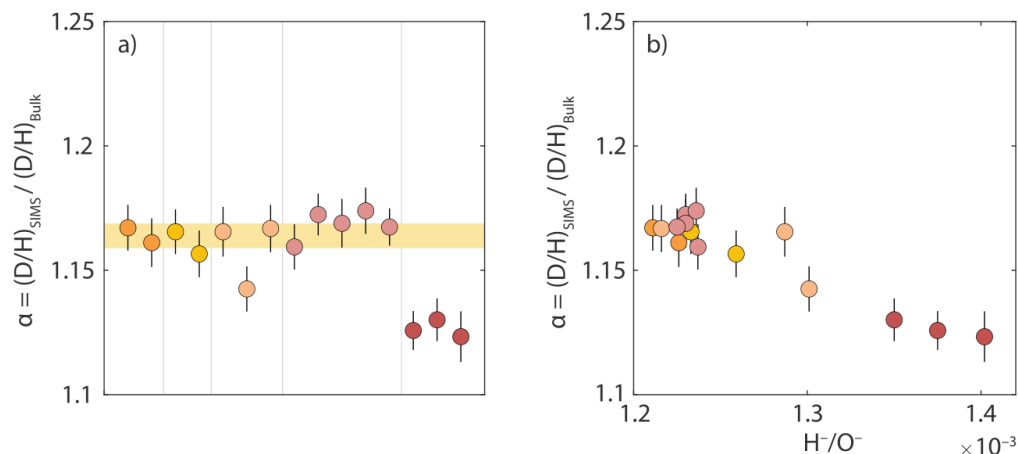 a)
1.25
1.2
1.15
1.1
α = (D/H)SIMS / (D/H)Bulk
b)
1.25
1.2
1.15
1.1
α = (D/H)SIMS / (D/H)Bulk
1.2
1.3
1.4
H⁻/O⁻
×10⁻³